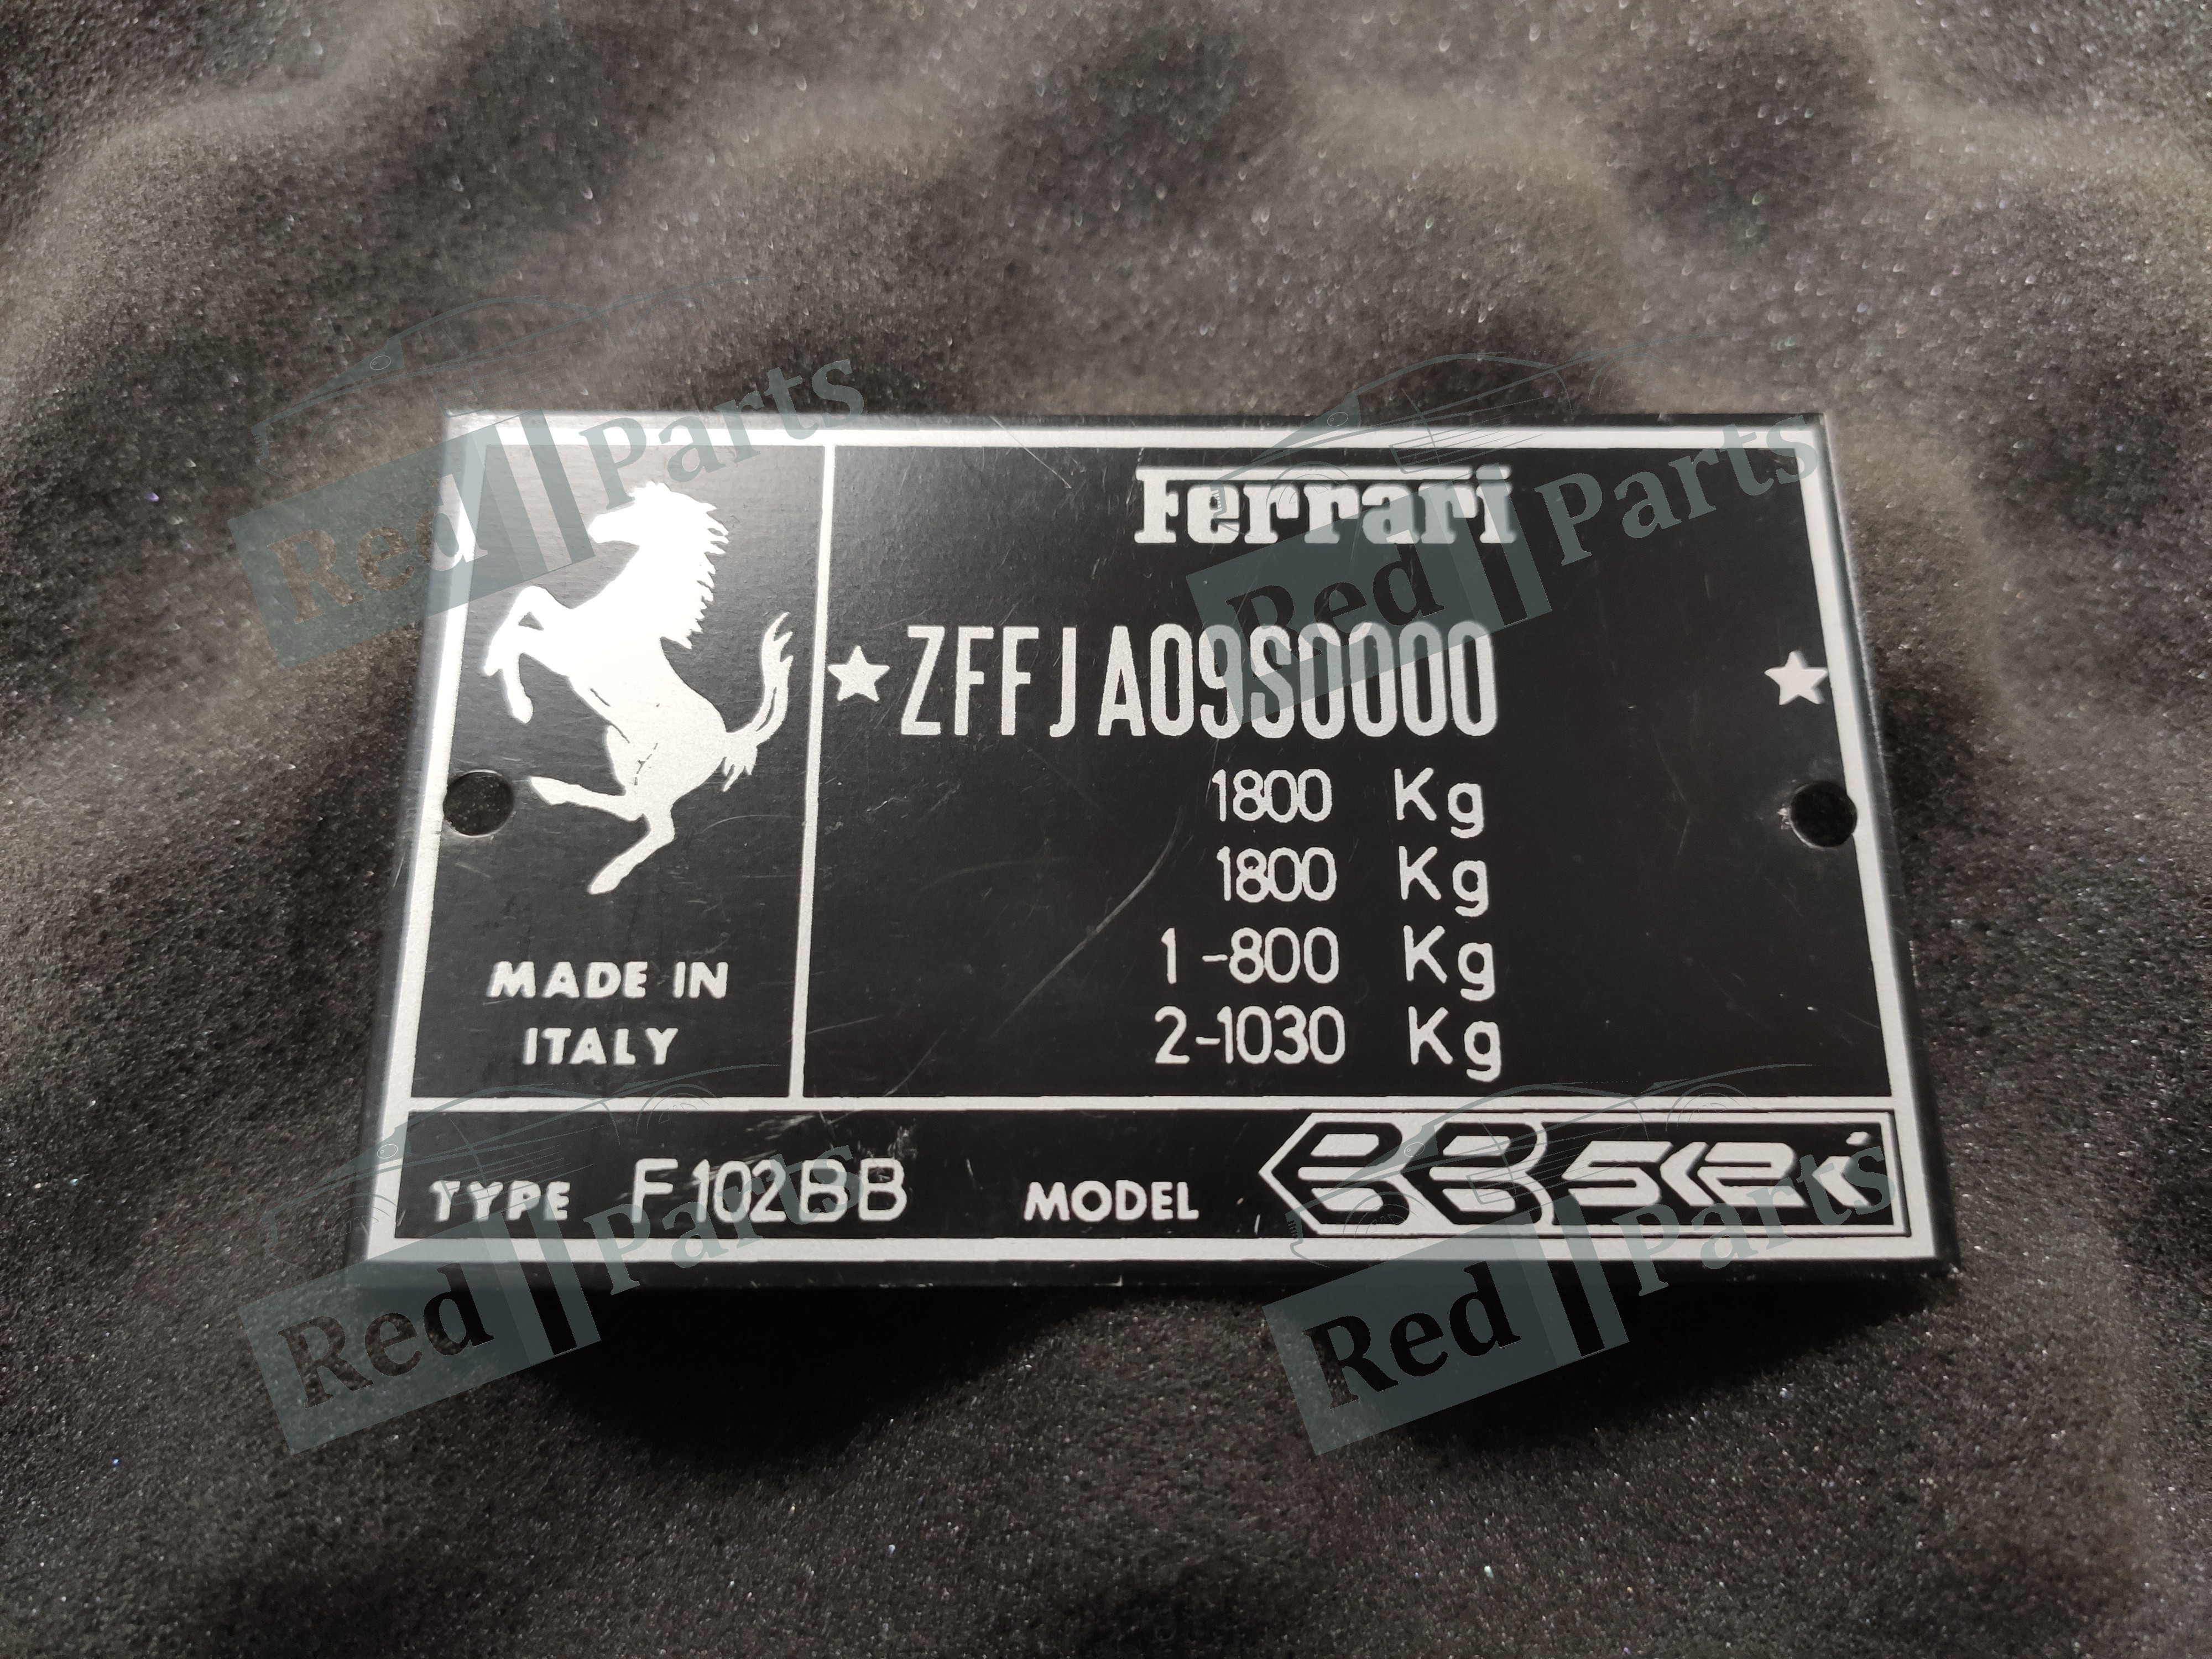 Ferrari
★ ZFFJA09S0000 ★
1800 Kg
1800 Kg
1-800 Kg
2-1030 Kg
MADE IN
ITALY
TYPE F102BB
MODEL BB 512i
Red Parts
Red Parts
Red Parts
Red Parts